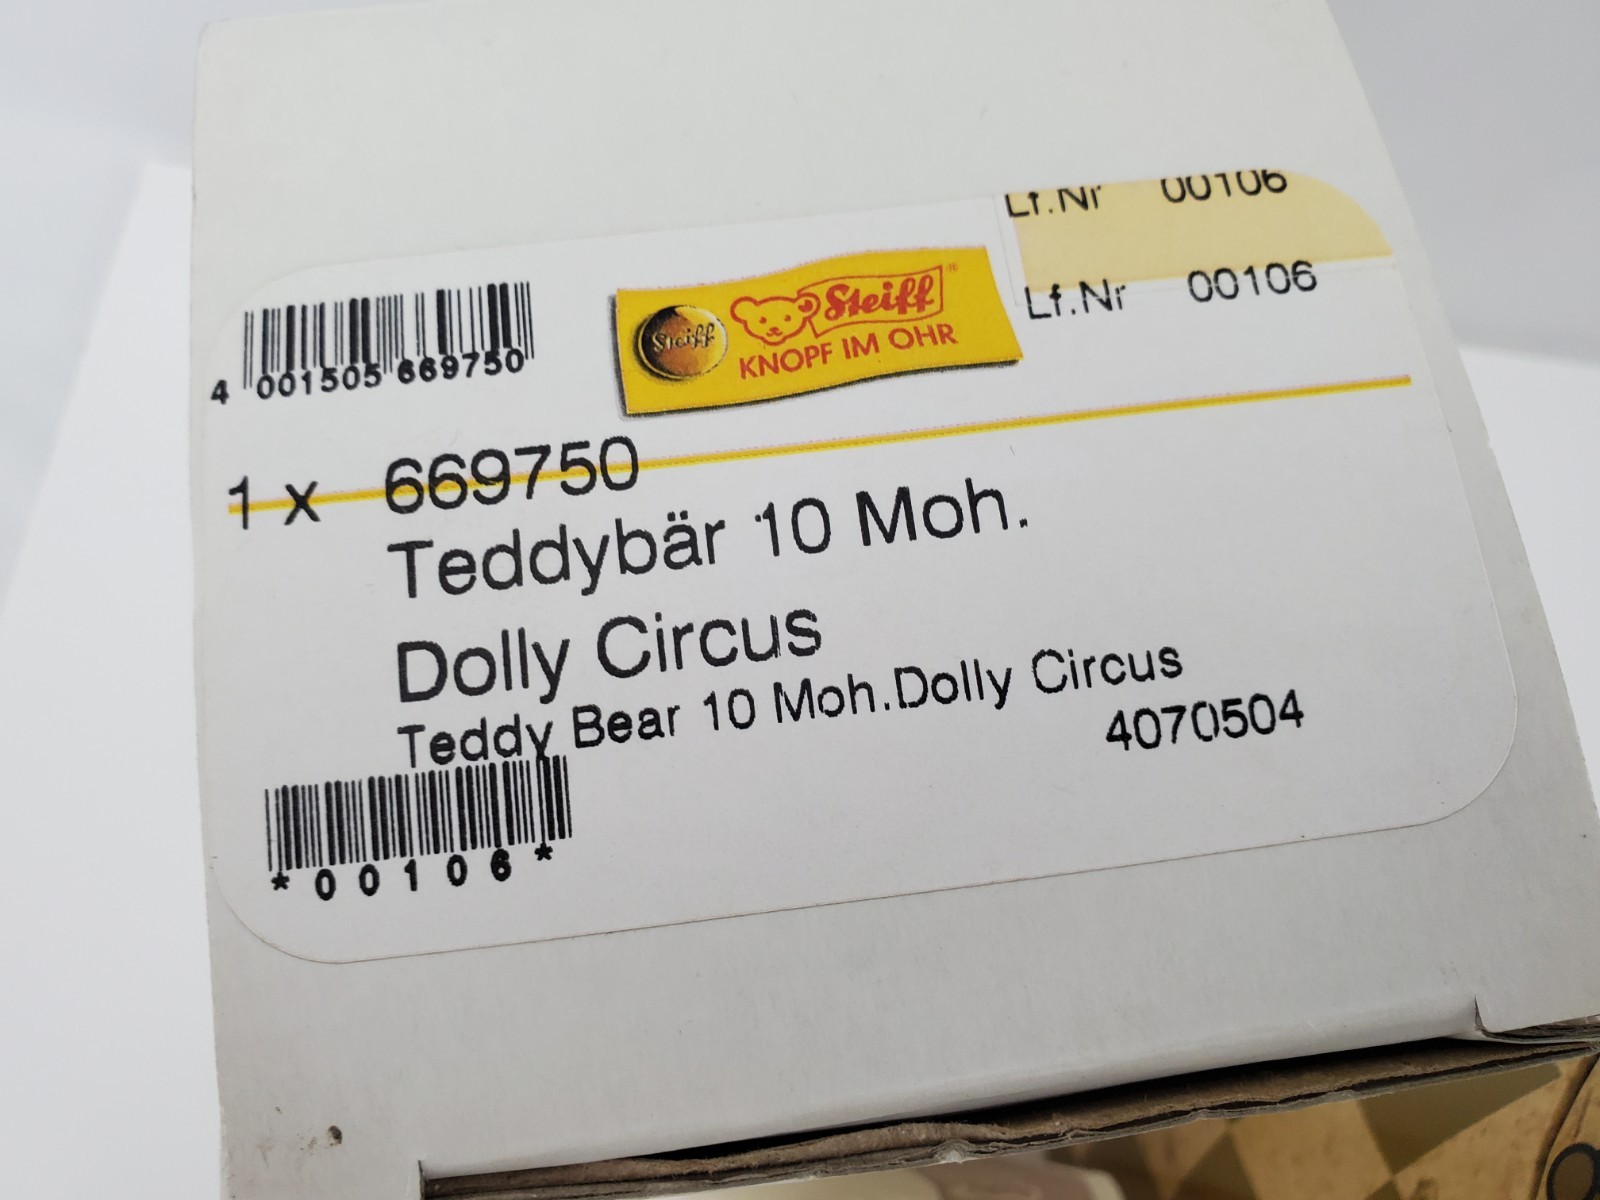 Lf.Nr 00106
Lf.Nr 00106
Steiff
Steiff®
KNOPF IM OHR
4 001505 669750
1 x 669750
Teddybär 10 Moh.
Dolly Circus
Teddy Bear 10 Moh.Dolly Circus
4070504
*00106*